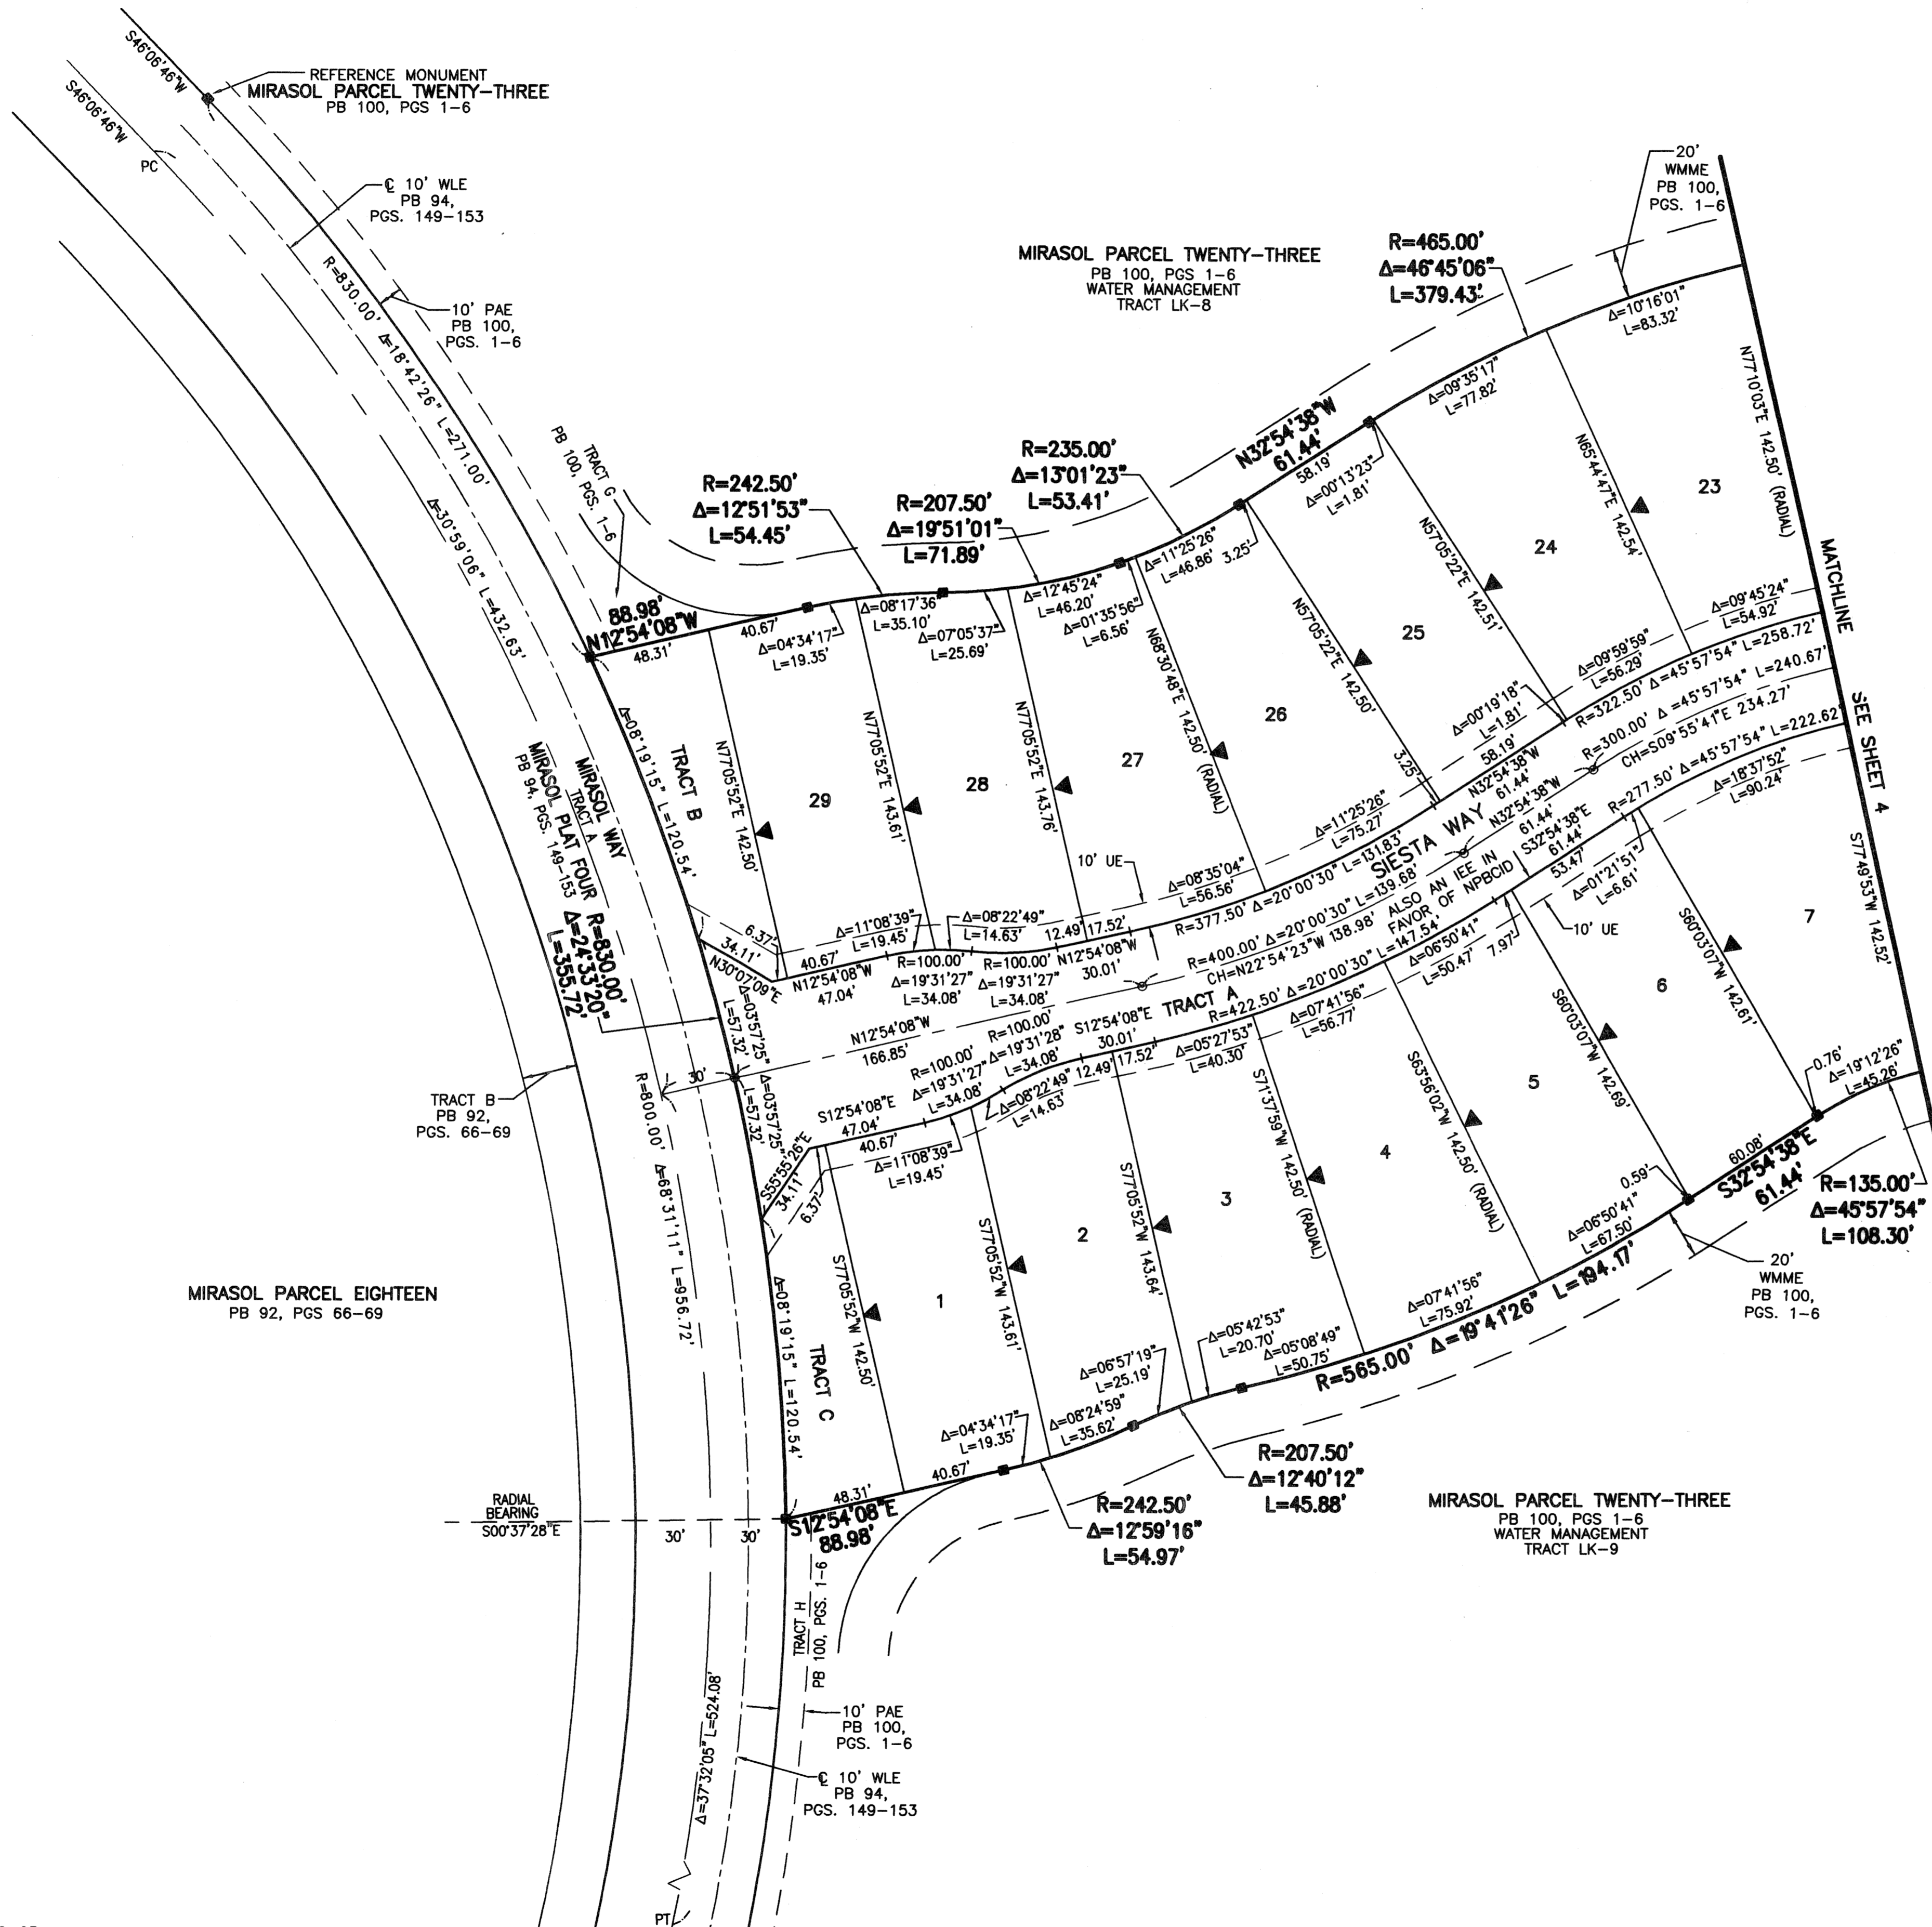 S46°06'46"W
REFERENCE MONUMENT
MIRASOL PARCEL TWENTY-THREE
PB 100, PGS 1-6
S46°06'46"W
PC
℄ 10' WLE
PB 94,
PGS. 149-153
R=830.00' Δ=18°42'26" L=271.00'
10' PAE
PB 100,
PGS. 1-6
Δ=30°59'06" L=432.63'
TRACT G
PB 100, PGS. 1-6
20'
WMME
PB 100,
PGS. 1-6
MIRASOL PARCEL TWENTY-THREE
PB 100, PGS 1-6
WATER MANAGEMENT
TRACT LK-8
R=465.00'
Δ=46°45'06"
L=379.43'
Δ=10°16'01"
L=83.32'
Δ=09°35'17"
L=77.82'
N77°10'03"E 142.50' (RADIAL)
N32°54'38"W
61.44'
58.19'
Δ=00°13'23"
L=1.81'
R=235.00'
Δ=13°01'23"
L=53.41'
R=242.50'
Δ=12°51'53"
L=54.45'
R=207.50'
Δ=19°51'01"
L=71.89'
88.98'
N12°54'08"W
48.31'
40.67'
Δ=04°34'17"
L=19.35'
Δ=08°17'36"
L=35.10'
Δ=07°05'37"
L=25.69'
Δ=12°45'24"
L=46.20'
Δ=01°35'56"
L=6.56'
Δ=11°25'26"
L=46.86'
3.25'
N65°44'47"E 142.54'
N57°05'22"E 142.51'
N57°05'22"E 142.50'
N68°30'48"E 142.50' (RADIAL)
N77°05'52"E 143.76'
N77°05'52"E 143.61'
N77°05'52"E 142.50'
23
24
25
26
27
28
29
MATCHLINE
SEE SHEET 4
TRACT B
Δ=08°19'15" L=120.54'
MIRASOL WAY
TRACT A
MIRASOL PLAT FOUR
PB 94, PGS. 149-153
R=830.00'
Δ=24°33'20"
L=355.72'
Δ=09°45'24"
L=54.92'
Δ=09°59'59"
L=56.29'
Δ=00°19'18"
L=1.81'
58.19'
3.25'
N32°54'38"W
61.44'
R=322.50' Δ=45°57'54" L=258.72'
R=300.00' Δ=45°57'54" L=240.67'
CH=S09°55'41"E 234.27'
R=277.50' Δ=45°57'54" L=222.62'
Δ=18°37'52"
L=90.24'
SIESTA WAY
N32°54'38"W
61.44'
S32°54'38"E
61.44'
53.47'
Δ=01°21'51"
L=6.61'
Δ=11°25'26"
L=75.27'
10' UE
Δ=08°35'04"
L=56.56'
R=377.50' Δ=20°00'30" L=131.83'
R=400.00' Δ=20°00'30" L=139.68'
CH=N22°54'23"W 138.98'
ALSO AN IEE IN
FAVOR OF NPBCID
R=422.50' Δ=20°00'30" L=147.54'
TRACT A
Δ=06°50'41"
L=50.47'
7.97'
10' UE
Δ=07°41'56"
L=56.77'
Δ=05°27'53"
L=40.30'
6.37'
34.11'
N30°07'09"E
40.67'
N12°54'08"W
47.04'
Δ=11°08'39"
L=19.45'
Δ=08°22'49"
L=14.63'
12.49'
17.52'
R=100.00'
Δ=19°31'27"
L=34.08'
R=100.00'
Δ=19°31'27"
L=34.08'
N12°54'08"W
30.01'
N12°54'08"W
166.85'
Δ=03°57'25"
L=57.32'
Δ=03°57'25"
L=57.32'
30'
S12°54'08"E
47.04'
40.67'
R=100.00'
Δ=19°31'27"
L=34.08'
R=100.00'
Δ=19°31'28"
L=34.08'
S12°54'08"E
30.01'
12.49'
17.52'
Δ=08°22'49"
L=14.63'
Δ=11°08'39"
L=19.45'
S55°55'26"E
34.11'
6.37'
TRACT B
PB 92,
PGS. 66-69
R=800.00' Δ=68°31'11" L=956.72'
MIRASOL PARCEL EIGHTEEN
PB 92, PGS 66-69
TRACT C
Δ=08°19'15" L=120.54'
S77°05'52"W 142.50'
S77°05'52"W 143.61'
S77°05'52"W 143.64'
S71°37'59"W 142.50' (RADIAL)
S63°56'02"W 142.50' (RADIAL)
S60°03'07"W 142.69'
S60°03'07"W 142.61'
S77°49'53"W 142.52'
1
2
3
4
5
6
7
0.76'
Δ=19°12'26"
L=45.26'
60.08'
S32°54'38"E
61.44'
0.59'
R=135.00'
Δ=45°57'54"
L=108.30'
20'
WMME
PB 100,
PGS. 1-6
Δ=06°50'41"
L=67.50'
Δ=07°41'56"
L=75.92'
R=565.00' Δ=19°41'26" L=194.17'
Δ=05°08'49"
L=50.75'
Δ=05°42'53"
L=20.70'
Δ=06°57'19"
L=25.19'
Δ=08°24'59"
L=35.62'
Δ=04°34'17"
L=19.35'
40.67'
48.31'
S12°54'08"E
88.98'
R=207.50'
Δ=12°40'12"
L=45.88'
R=242.50'
Δ=12°59'16"
L=54.97'
MIRASOL PARCEL TWENTY-THREE
PB 100, PGS 1-6
WATER MANAGEMENT
TRACT LK-9
RADIAL
BEARING
S00°37'28"E
30'
30'
TRACT H
PB 100, PGS. 1-6
10' PAE
PB 100,
PGS. 1-6
℄ 10' WLE
PB 94,
PGS. 149-153
Δ=37°32'05" L=524.08'
PT